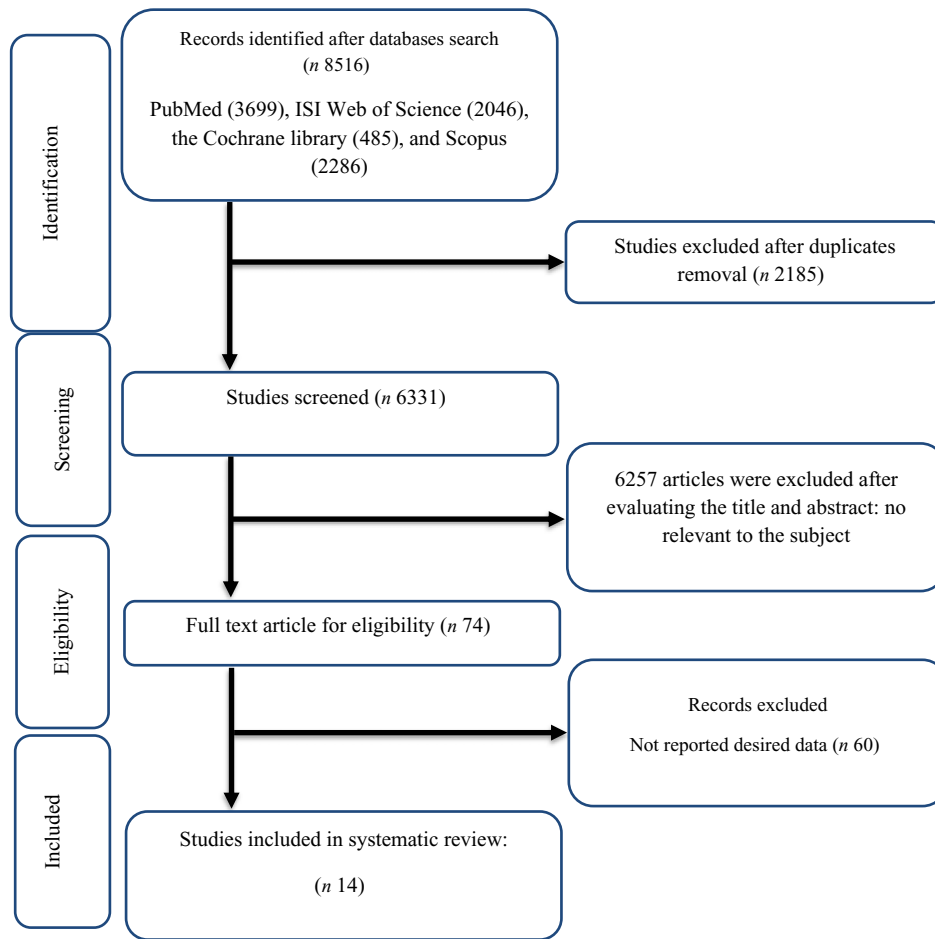 Identification
Records identified after databases search
(n 8516)
PubMed (3699), ISI Web of Science (2046),
the Cochrane library (485), and Scopus
(2286)
Studies excluded after duplicates
removal (n 2185)
Screening
Studies screened (n 6331)
6257 articles were excluded after
evaluating the title and abstract: no
relevant to the subject
Eligibility
Full text article for eligibility (n 74)
Records excluded
Not reported desired data (n 60)
Included
Studies included in systematic review:
(n 14)